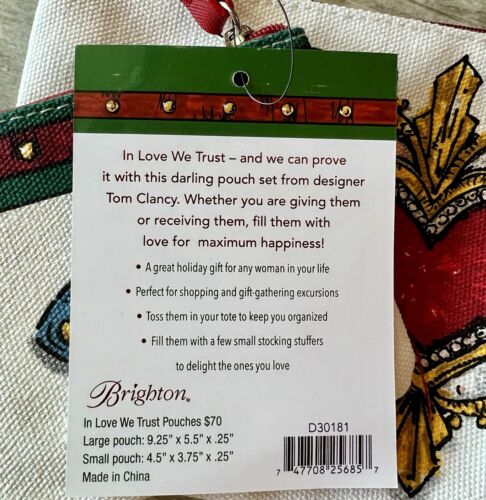 In Love We Trust – and we can prove
it with this darling pouch set from designer
Tom Clancy. Whether you are giving them
or receiving them, fill them with
love for maximum happiness!
• A great holiday gift for any woman in your life
• Perfect for shopping and gift-gathering excursions
• Toss them in your tote to keep you organized
• Fill them with a few small stocking stuffers
to delight the ones you love
Brighton®
In Love We Trust Pouches $70
Large pouch: 9.25" x 5.5" x .25"
Small pouch: 4.5" x 3.75" x .25"
Made in China
D30181
7 47708 25685 7